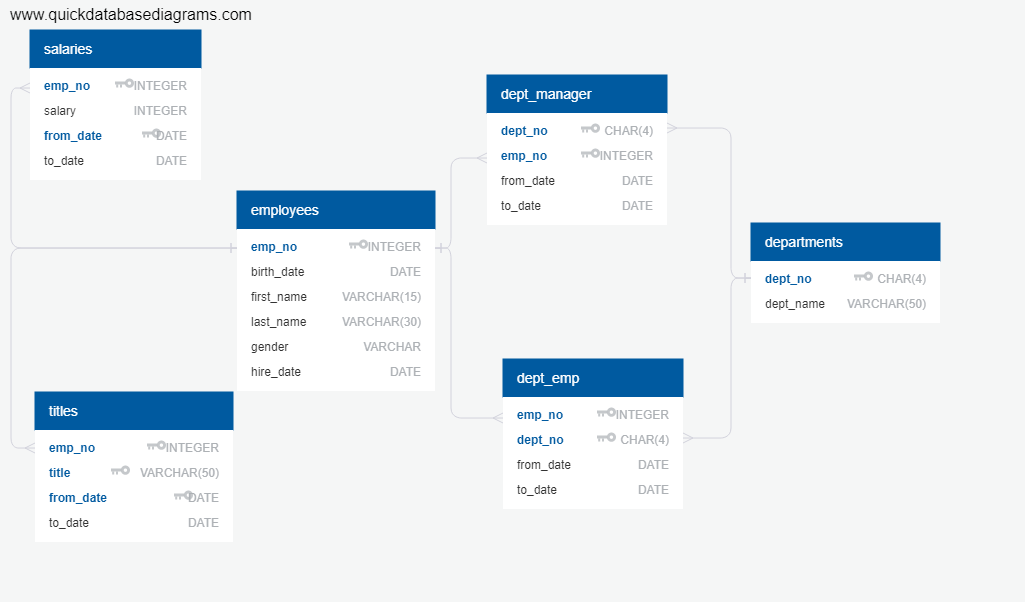 www.quickdatabasediagrams.com
salaries
emp_no INTEGER
salary INTEGER
from_date DATE
to_date DATE
employees
emp_no INTEGER
birth_date DATE
first_name VARCHAR(15)
last_name VARCHAR(30)
gender VARCHAR
hire_date DATE
titles
emp_no INTEGER
title VARCHAR(50)
from_date DATE
to_date DATE
dept_manager
dept_no CHAR(4)
emp_no INTEGER
from_date DATE
to_date DATE
dept_emp
emp_no INTEGER
dept_no CHAR(4)
from_date DATE
to_date DATE
departments
dept_no CHAR(4)
dept_name VARCHAR(50)